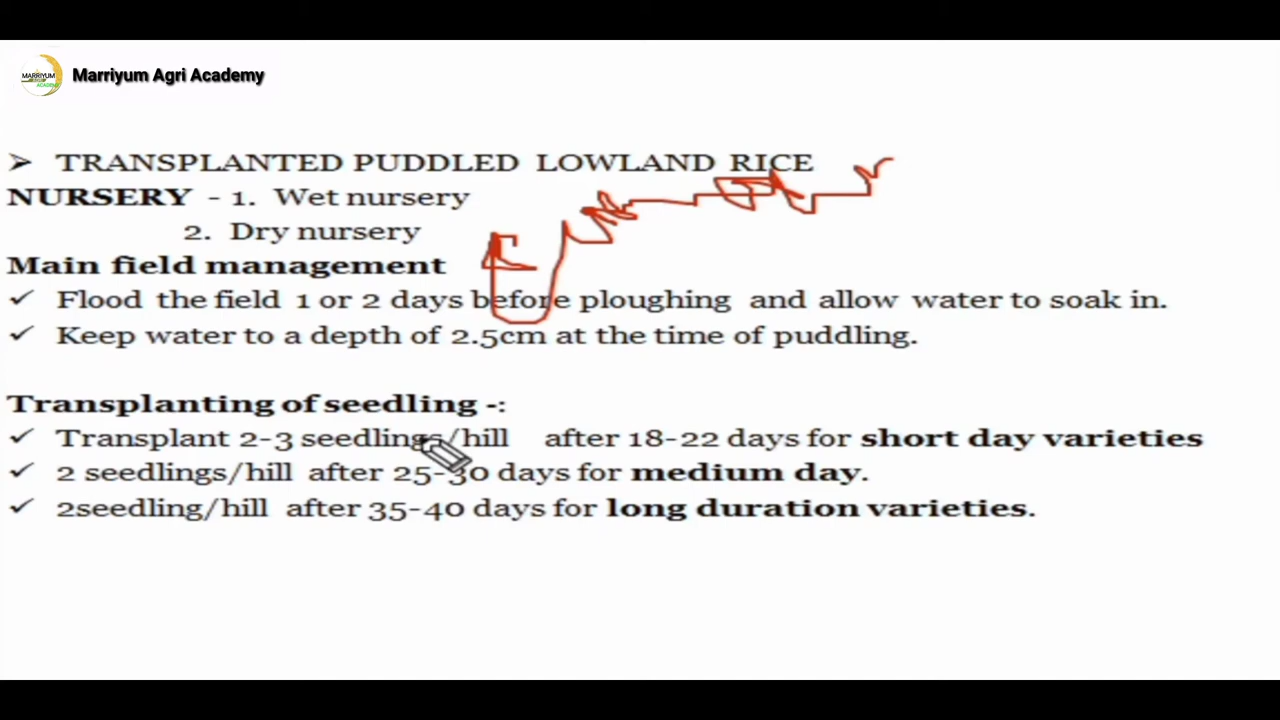 MARRIYUM
ACADEMY
Marriyum Agri Academy
➢ TRANSPLANTED PUDDLED LOWLAND RICE
NURSERY - 1. Wet nursery
2. Dry nursery
Main field management
✓ Flood the field 1 or 2 days before ploughing and allow water to soak in.
✓ Keep water to a depth of 2.5cm at the time of puddling.
Transplanting of seedling -:
✓ Transplant 2-3 seedlings/hill after 18-22 days for short day varieties
✓ 2 seedlings/hill after 25-30 days for medium day.
✓ 2seedling/hill after 35-40 days for long duration varieties.